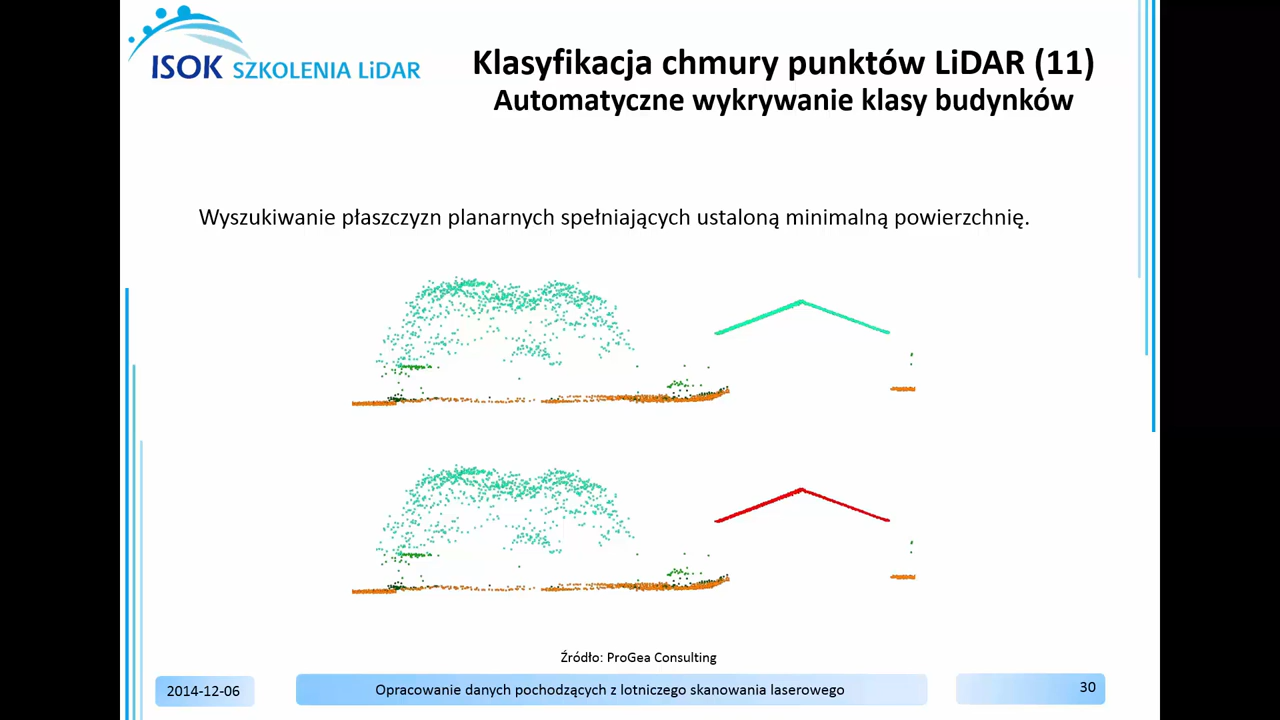 ISOK SZKOLENIA LiDAR
Klasyfikacja chmury punktów LiDAR (11)
Automatyczne wykrywanie klasy budynków
Wyszukiwanie płaszczyzn planarnych spełniających ustaloną minimalną powierzchnię.
Źródło: ProGea Consulting
2014-12-06
Opracowanie danych pochodzących z lotniczego skanowania laserowego
30